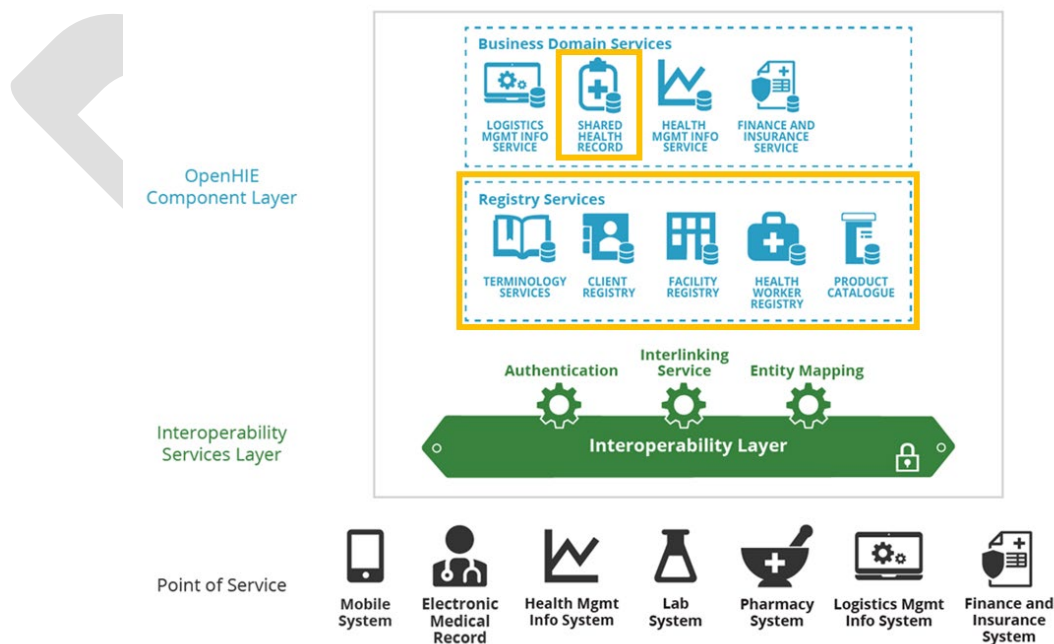 Business Domain Services
LOGISTICS
MGMT INFO
SERVICE
SHARED
HEALTH
RECORD
HEALTH
MGMT INFO
SERVICE
FINANCE AND
INSURANCE
SERVICE
OpenHIE
Component Layer
Registry Services
TERMINOLOGY
SERVICES
CLIENT
REGISTRY
FACILITY
REGISTRY
HEALTH
WORKER
REGISTRY
PRODUCT
CATALOGUE
Authentication
Interlinking
Service
Entity Mapping
Interoperability
Services Layer
Interoperability Layer
Point of Service
Mobile
System
Electronic
Medical
Record
Health Mgmt
Info System
Lab
System
Pharmacy
System
Logistics Mgmt
Info System
Finance and
Insurance
System